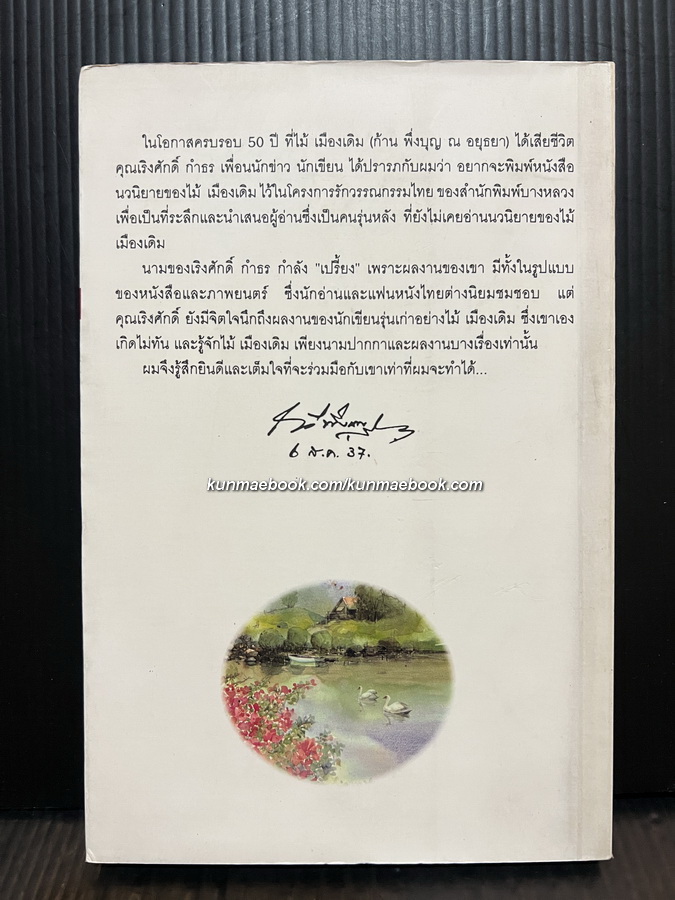 ในโอกาสครบรอบ 50 ปี ที่ไม้ เมืองเดิม (ก้าน พึ่งบุญ ณ อยุธยา) ได้เสียชีวิต
คุณเริงศักดิ์ กำธร เพื่อนนักข่าว นักเขียน ได้ปรารภกับผมว่า อยากจะพิมพ์หนังสือ
นวนิยายของไม้ เมืองเดิม ไว้ในโครงการรักวรรณกรรมไทย ของสำนักพิมพ์บางหลวง
เพื่อเป็นที่ระลึกและนำเสนอผู้อ่านซึ่งเป็นคนรุ่นหลัง ที่ยังไม่เคยอ่านนวนิยายของไม้
เมืองเดิม
นามของเริงศักดิ์ กำธร กำลัง "เปรี้ยง" เพราะผลงานของเขา มีทั้งในรูปแบบ
ของหนังสือและภาพยนตร์ ซึ่งนักอ่านและแฟนหนังไทยต่างนิยมชมชอบ แต่
คุณเริงศักดิ์ ยังมีจิตใจนึกถึงผลงานของนักเขียนรุ่นเก่าอย่างไม้ เมืองเดิม ซึ่งเขาเอง
เกิดไม่ทัน และรู้จักไม้ เมืองเดิม เพียงนามปากกาและผลงานบางเรื่องเท่านั้น
ผมจึงรู้สึกยินดีและเต็มใจที่จะร่วมมือกับเขาเท่าที่ผมจะทำได้...
6 ส.ค. 37.
kunmaebook.com/kunmaebook.com